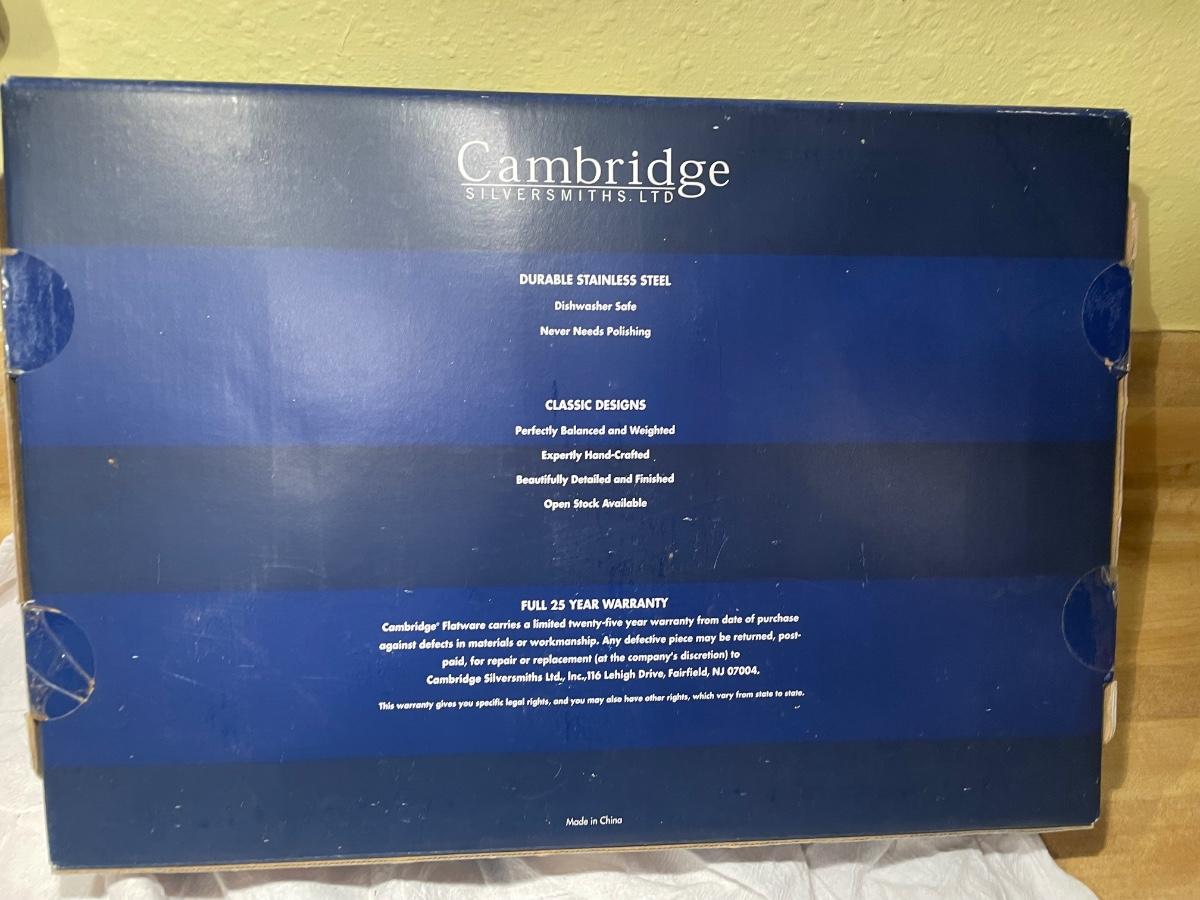 Cambridge
SILVERSMITHS. LTD
DURABLE STAINLESS STEEL
Dishwasher Safe
Never Needs Polishing
CLASSIC DESIGNS
Perfectly Balanced and Weighted
Expertly Hand-Crafted
Beautifully Detailed and Finished
Open Stock Available
FULL 25 YEAR WARRANTY
Cambridge® Flatware carries a limited twenty-five year warranty from date of purchase
against defects in materials or workmanship. Any defective piece may be returned, post-
paid, for repair or replacement (at the company's discretion) to
Cambridge Silversmiths Ltd., Inc.,116 Lehigh Drive, Fairfield, NJ 07004.
This warranty gives you specific legal rights, and you may also have other rights, which vary from state to state.
Made in China